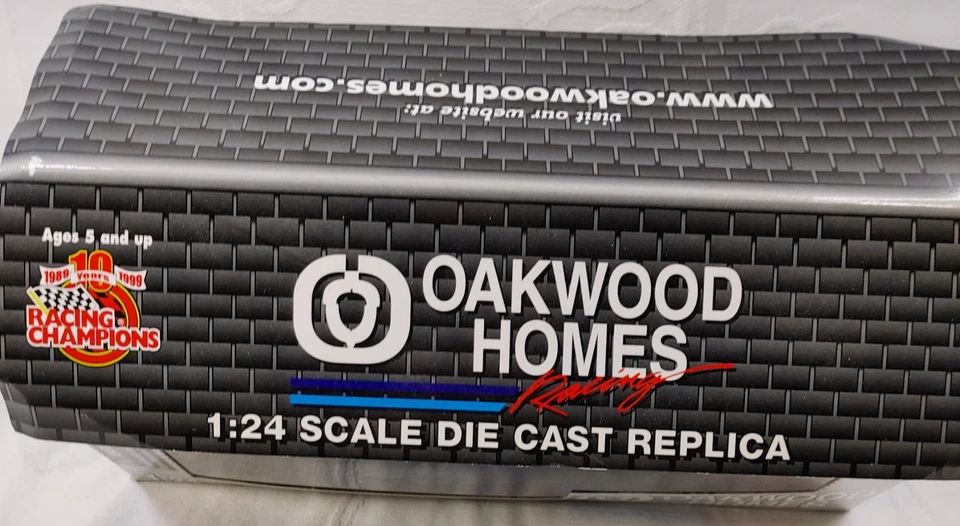 www.oakwoodhomes.com
visit our website at:
Ages 5 and up
10
1989 YEARS 1999
RACING
CHAMPIONS
OAKWOOD
HOMES
Racing
1:24 SCALE DIE CAST REPLICA